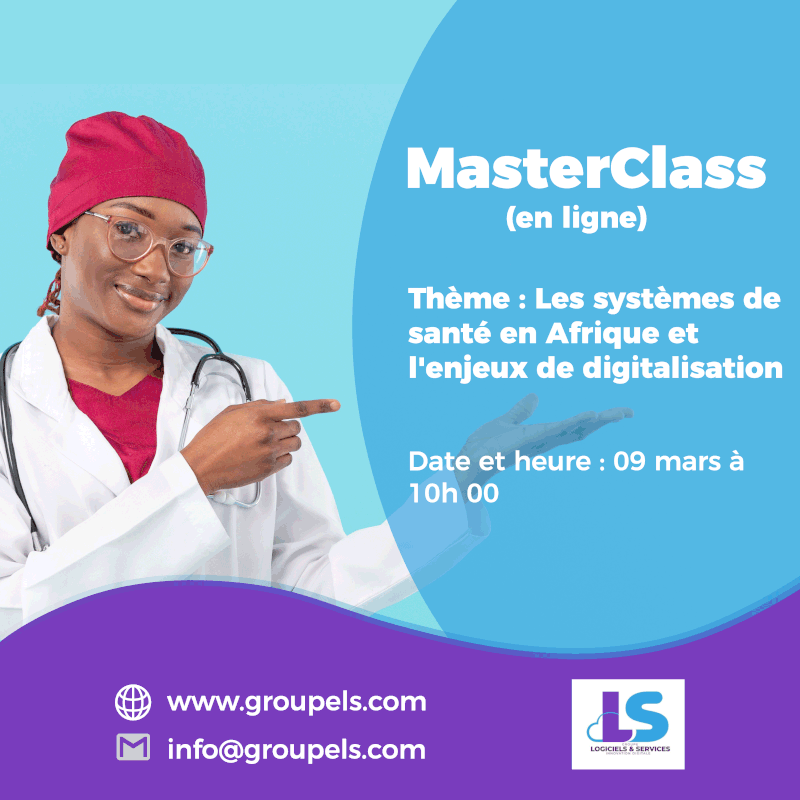 MasterClass
(en ligne)
Thème : Les systèmes de
santé en Afrique et
l'enjeux de digitalisation
Date et heure : 09 mars à
10h 00
www.groupels.com
info@groupels.com
LS
GROUPE
LOGICIELS & SERVICES